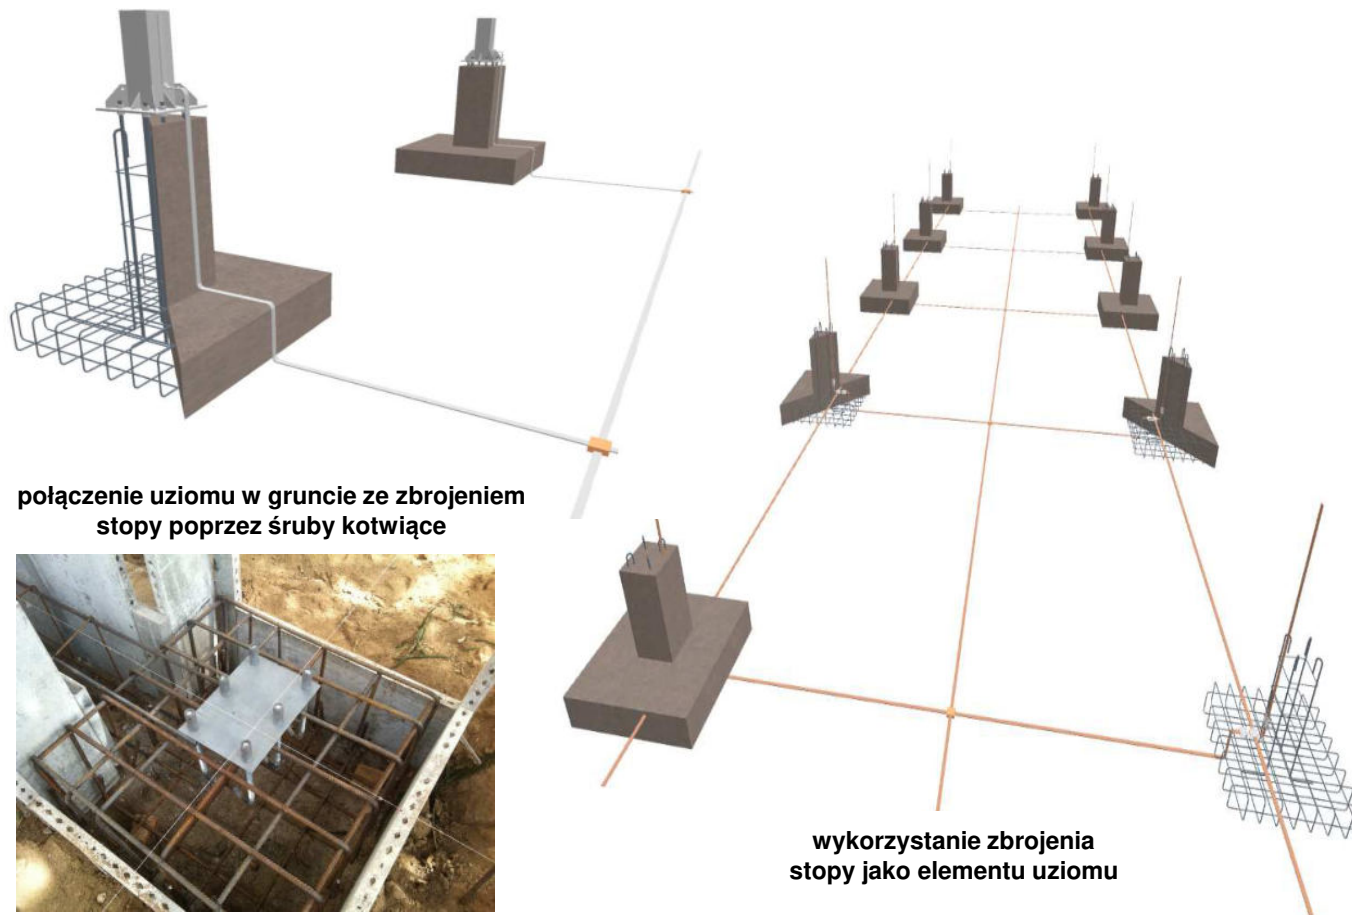 połączenie uziomu w gruncie ze zbrojeniem
stopy poprzez śruby kotwiące
wykorzystanie zbrojenia
stopy jako elementu uziomu